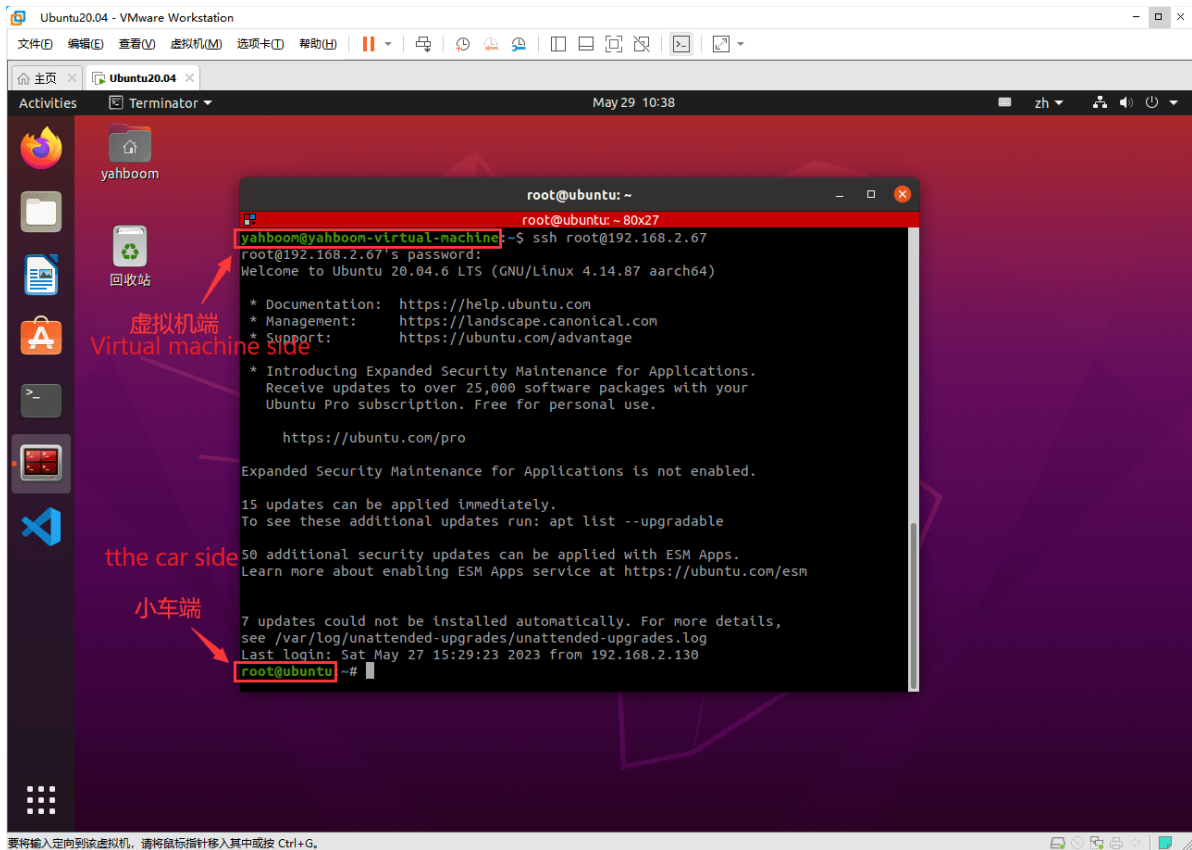 Ubuntu20.04 - VMware Workstation
文件(F) 编辑(E) 查看(V) 虚拟机(M) 选项卡(T) 帮助(H)
主页 Ubuntu20.04
Activities Terminator May 29 10:38 zh
yahboom
回收站
root@ubuntu: ~
root@ubuntu: ~ 80x27
yahboom@yahboom-virtual-machine:~$ ssh root@192.168.2.67
root@192.168.2.67's password:
Welcome to Ubuntu 20.04.6 LTS (GNU/Linux 4.14.87 aarch64)
* Documentation: https://help.ubuntu.com
* Management: https://landscape.canonical.com
* Support: https://ubuntu.com/advantage
虚拟机端
Virtual machine side
* Introducing Expanded Security Maintenance for Applications.
Receive updates to over 25,000 software packages with your
Ubuntu Pro subscription. Free for personal use.
https://ubuntu.com/pro
Expanded Security Maintenance for Applications is not enabled.
15 updates can be applied immediately.
To see these additional updates run: apt list --upgradable
50 additional security updates can be applied with ESM Apps.
Learn more about enabling ESM Apps service at https://ubuntu.com/esm
tthe car side
小车端
7 updates could not be installed automatically. For more details,
see /var/log/unattended-upgrades/unattended-upgrades.log
Last login: Sat May 27 15:29:23 2023 from 192.168.2.130
root@ubuntu:~#
要将输入定向到该虚拟机，请将鼠标指针移入其中或按 Ctrl+G。